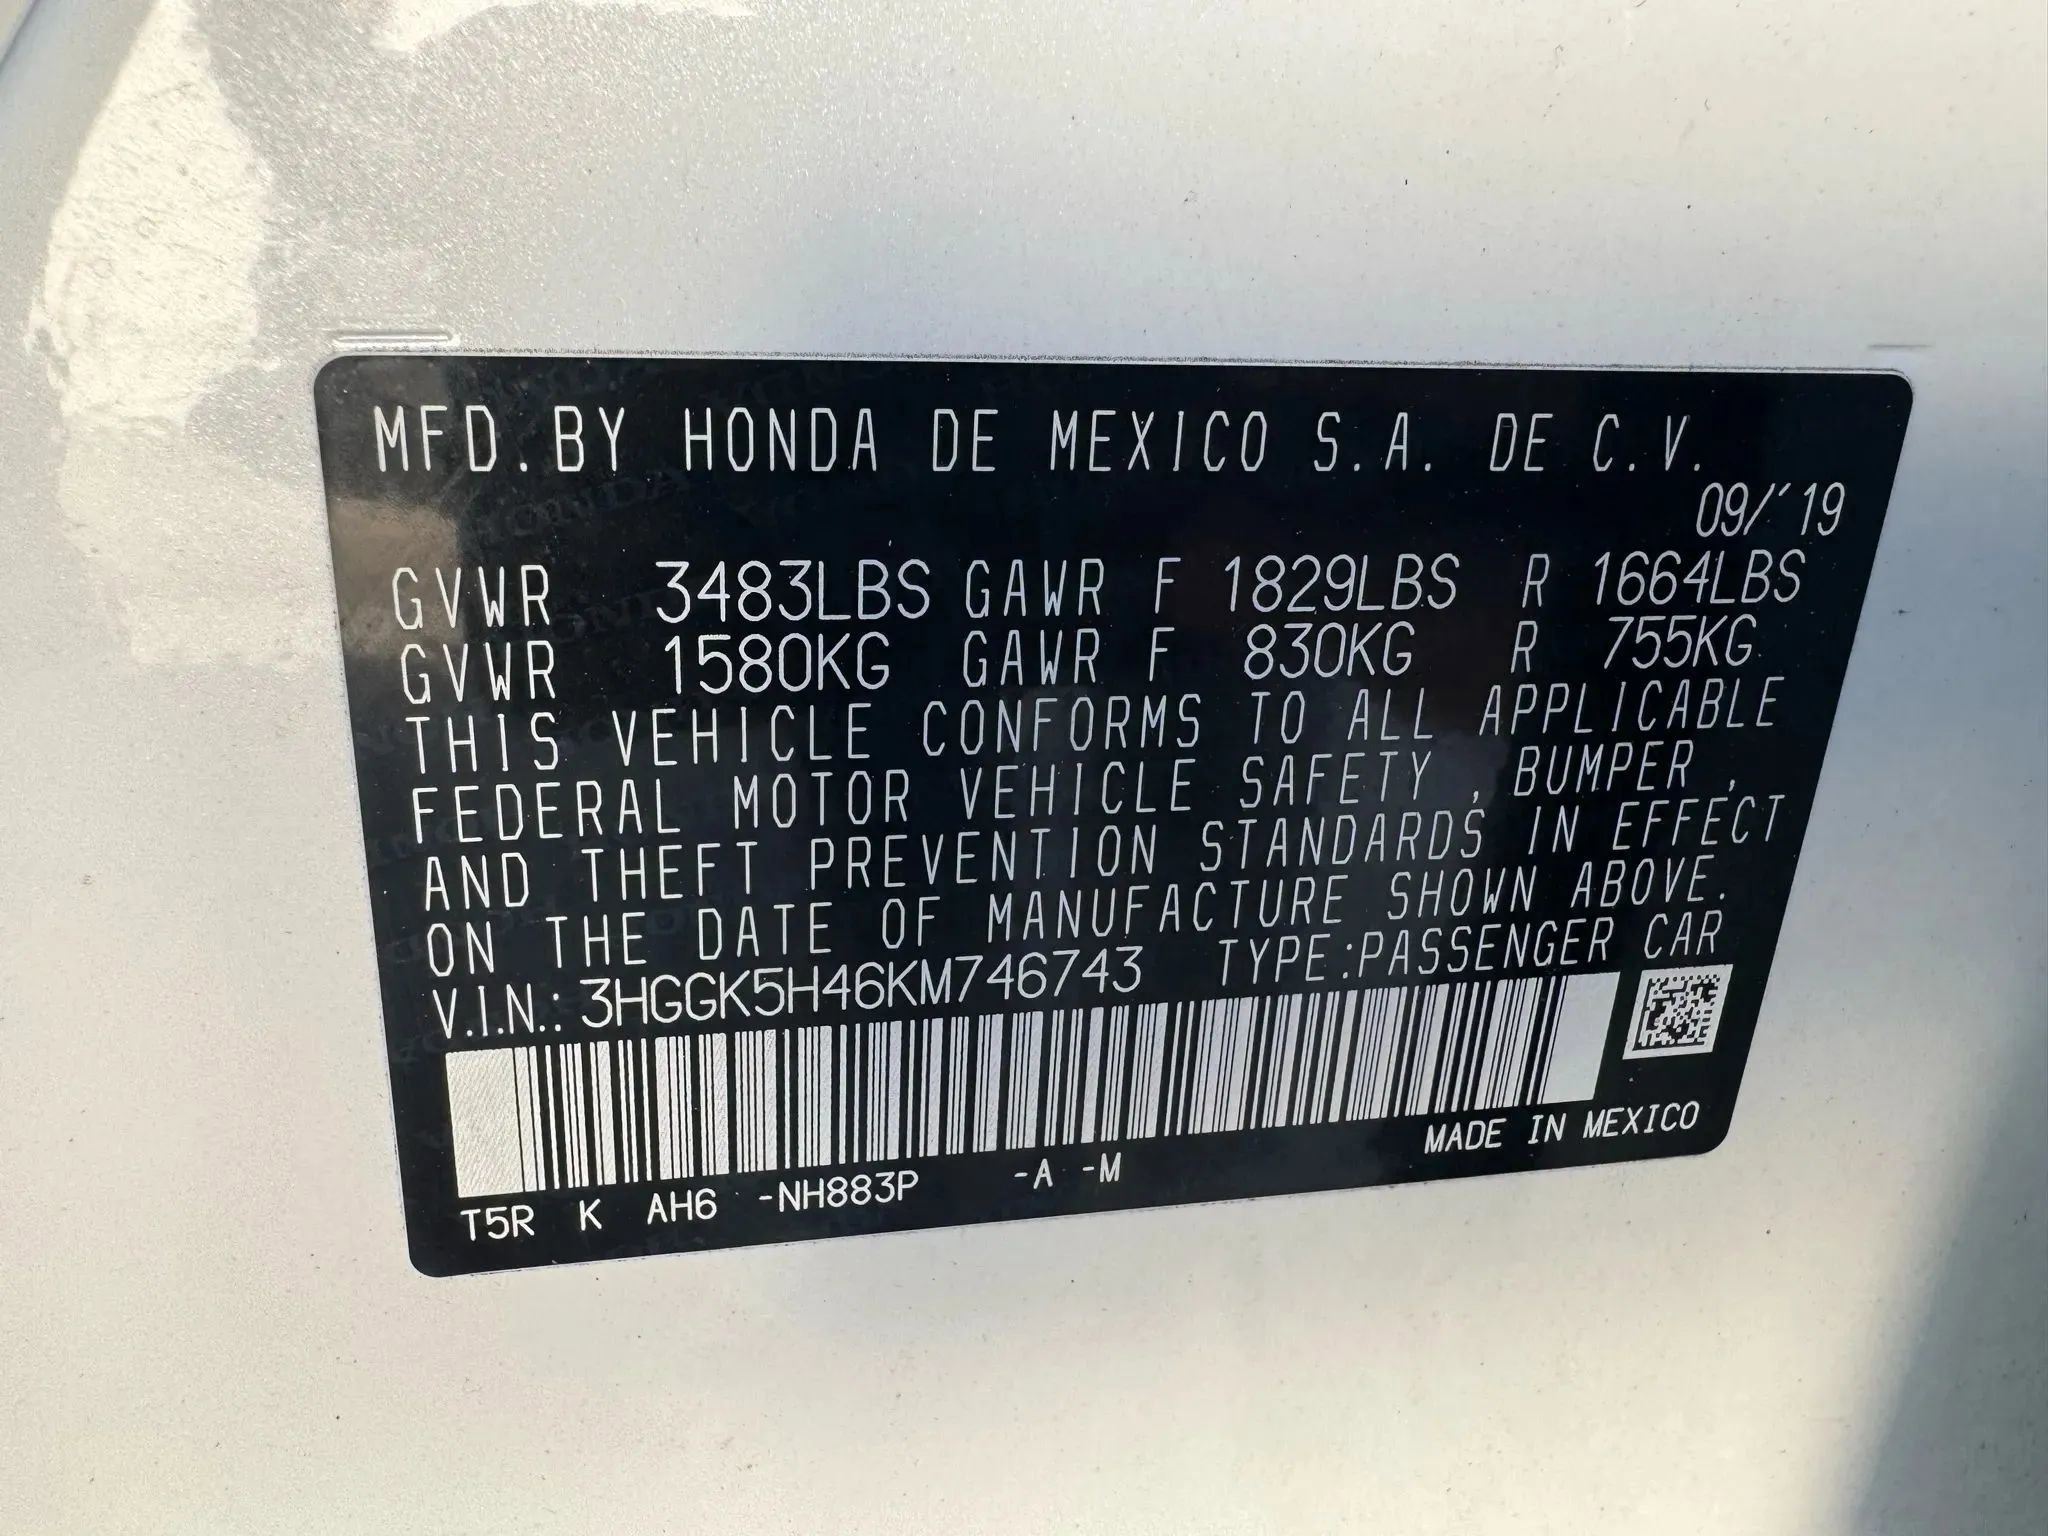 MFD. BY HONDA DE MEXICO S.A. DE C.V.
09/'19
GVWR 3483LBS GAWR F 1829LBS R 1664LBS
GVWR 1580KG GAWR F 830KG R 755KG
THIS VEHICLE CONFORMS TO ALL APPLICABLE
FEDERAL MOTOR VEHICLE SAFETY , BUMPER ,
AND THEFT PREVENTION STANDARDS IN EFFECT
ON THE DATE OF MANUFACTURE SHOWN ABOVE.
V.I.N.: 3HGGK5H46KM746743 TYPE:PASSENGER CAR
MADE IN MEXICO
T5R K AH6 -NH883P -A -M